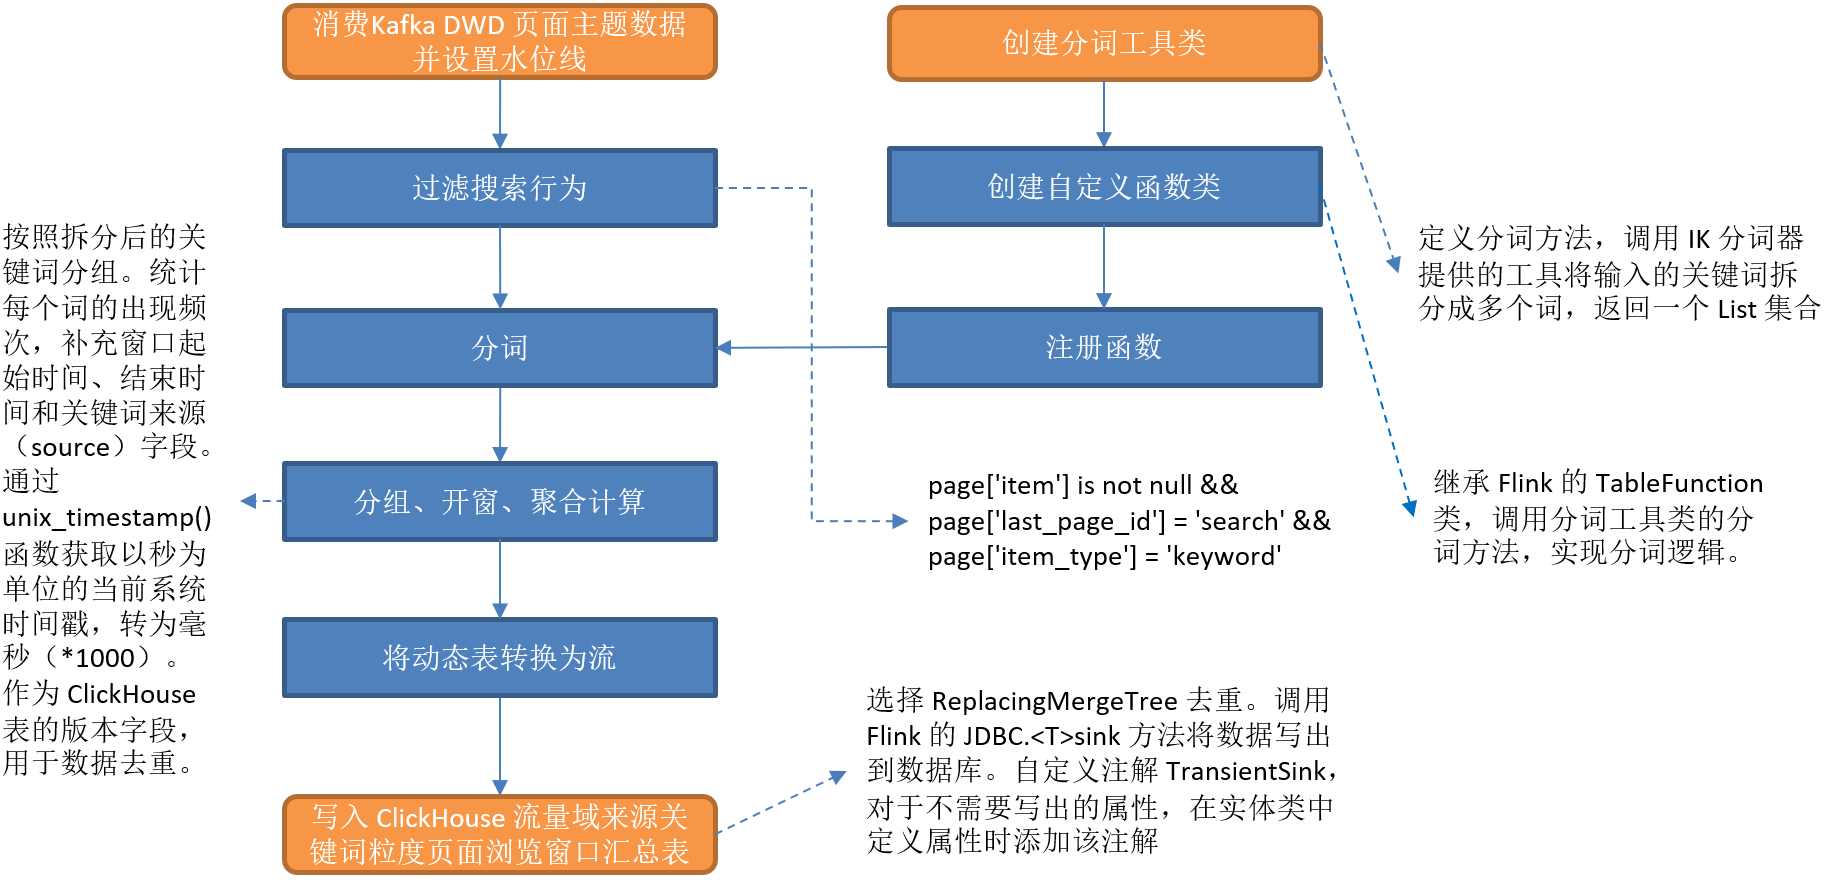 消费Kafka DWD 页面主题数据
并设置水位线
创建分词工具类
过滤搜索行为
创建自定义函数类
按照拆分后的关
键词分组。统计
每个词的出现频
次，补充窗口起
始时间、结束时
间和关键词来源
（source）字段。
通过
unix_timestamp()
函数获取以秒为
单位的当前系统
时间戳，转为毫
秒（*1000）。
作为 ClickHouse
表的版本字段，
用于数据去重。
定义分词方法，调用 IK 分词器
提供的工具将输入的关键词拆
分成多个词，返回一个 List 集合
分词
注册函数
分组、开窗、聚合计算
page['item'] is not null &&
page['last_page_id'] = 'search' &&
page['item_type'] = 'keyword'
继承 Flink 的 TableFunction
类，调用分词工具类的分
词方法，实现分词逻辑。
将动态表转换为流
选择 ReplacingMergeTree 去重。调用
Flink 的 JDBC.<T>sink 方法将数据写出
到数据库。自定义注解 TransientSink，
对于不需要写出的属性，在实体类中
定义属性时添加该注解
写入 ClickHouse 流量域来源关
键词粒度页面浏览窗口汇总表